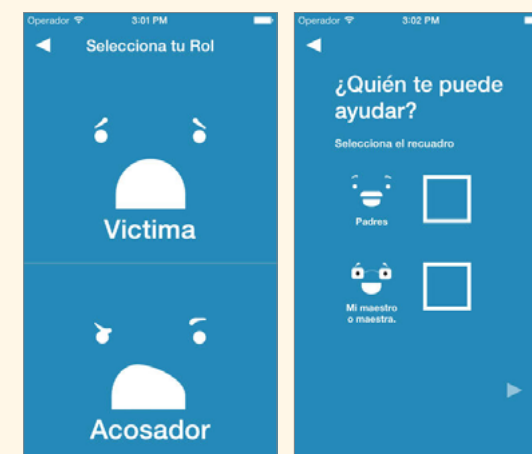 Operador 3:01 PM
Selecciona tu Rol
Victima
Acosador
Operador 3:02 PM
¿Quién te puede
ayudar?
Selecciona el recuadro
Padres
Mi maestro
o maestra.